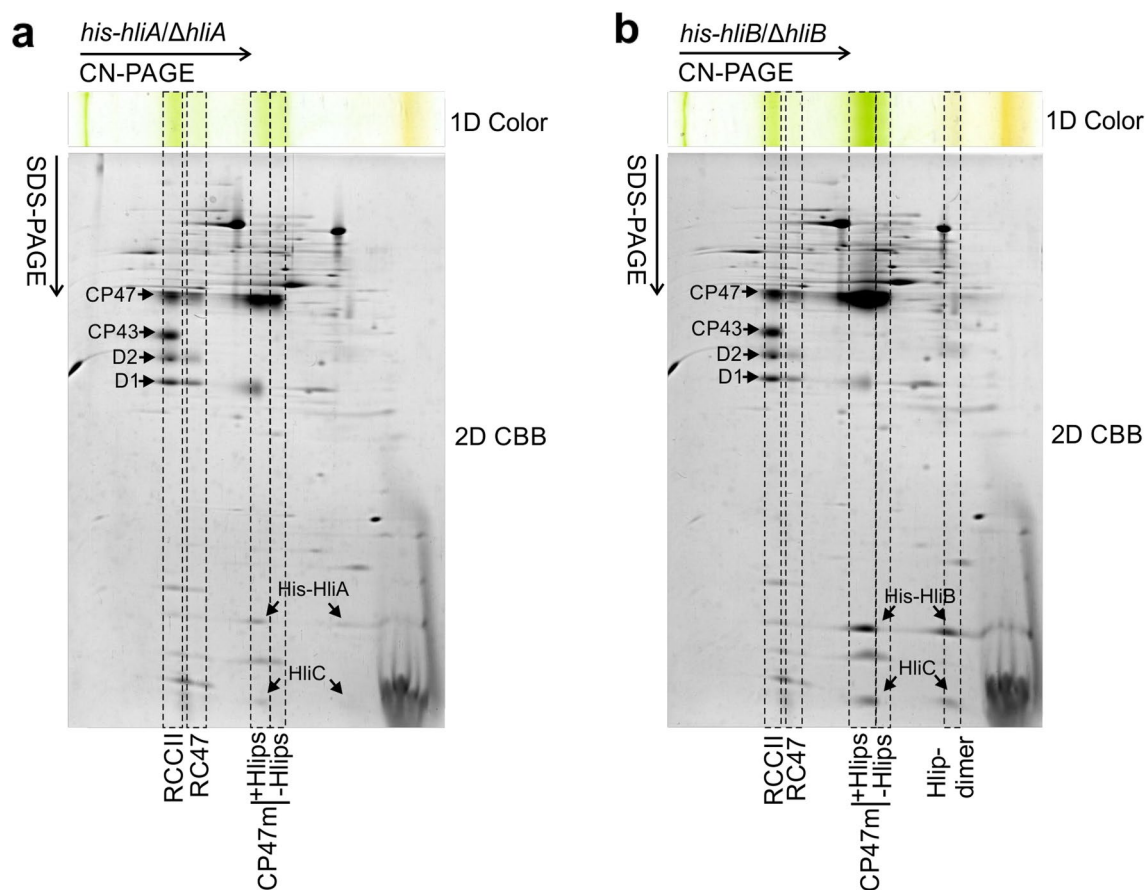 a
his-hliA/ΔhliA
CN-PAGE
1D Color
SDS-PAGE
CP47
CP43
D2
D1
2D CBB
His-HliA
HliC
RCCII
RC47
CP47m
+Hlips
-Hlips
b
his-hliB/ΔhliB
CN-PAGE
1D Color
SDS-PAGE
CP47
CP43
D2
D1
2D CBB
His-HliB
HliC
RCCII
RC47
CP47m
+Hlips
-Hlips
Hlip-
dimer